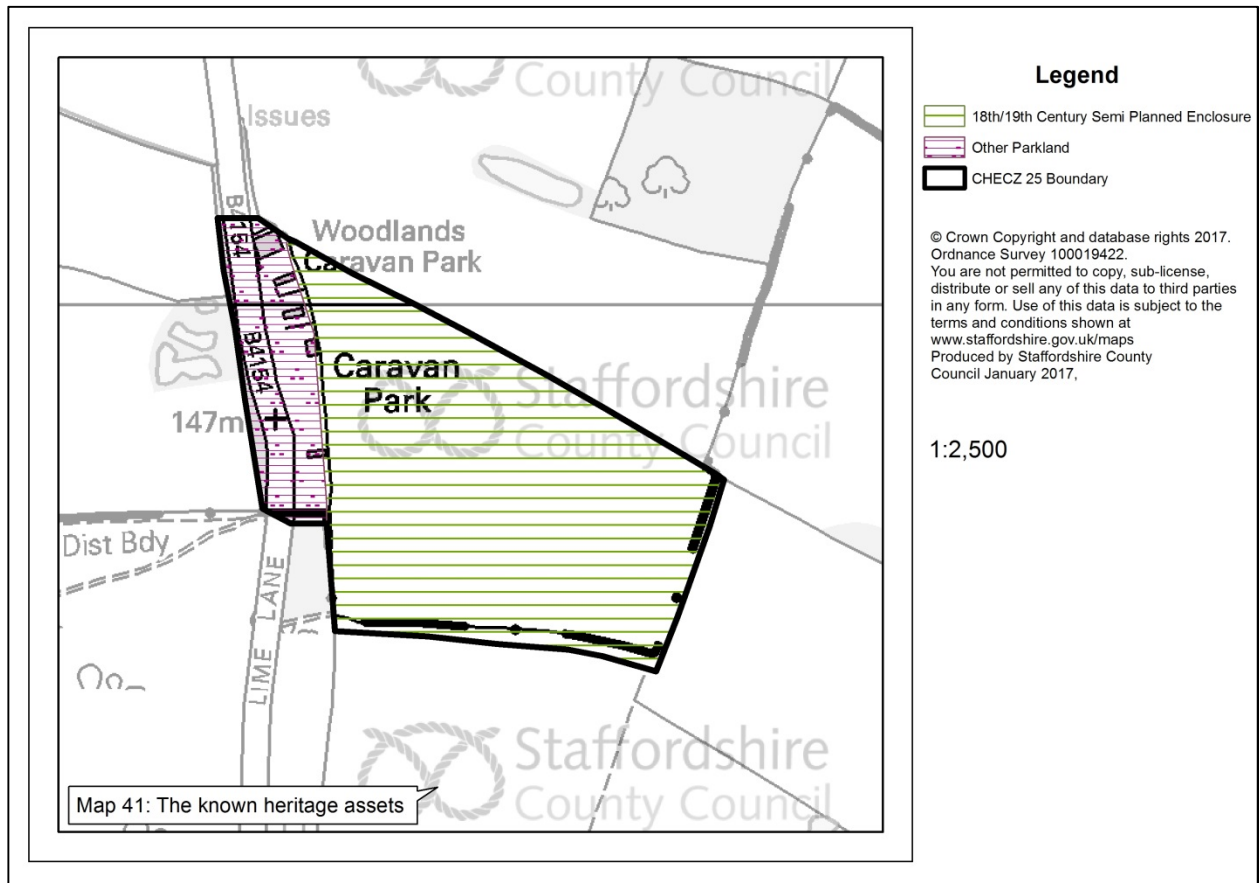 Staffordshire
County Council
Issues
B4154
Woodlands
Caravan Park
B4154
Caravan
Park
Staffordshire
County Council
147m
Dist Bdy
LIME LANE
Staffordshire
County Council
Map 41: The known heritage assets
Legend
18th/19th Century Semi Planned Enclosure
Other Parkland
CHECZ 25 Boundary
© Crown Copyright and database rights 2017.
Ordnance Survey 100019422.
You are not permitted to copy, sub-license,
distribute or sell any of this data to third parties
in any form. Use of this data is subject to the
terms and conditions shown at
www.staffordshire.gov.uk/maps
Produced by Staffordshire County
Council January 2017,
1:2,500